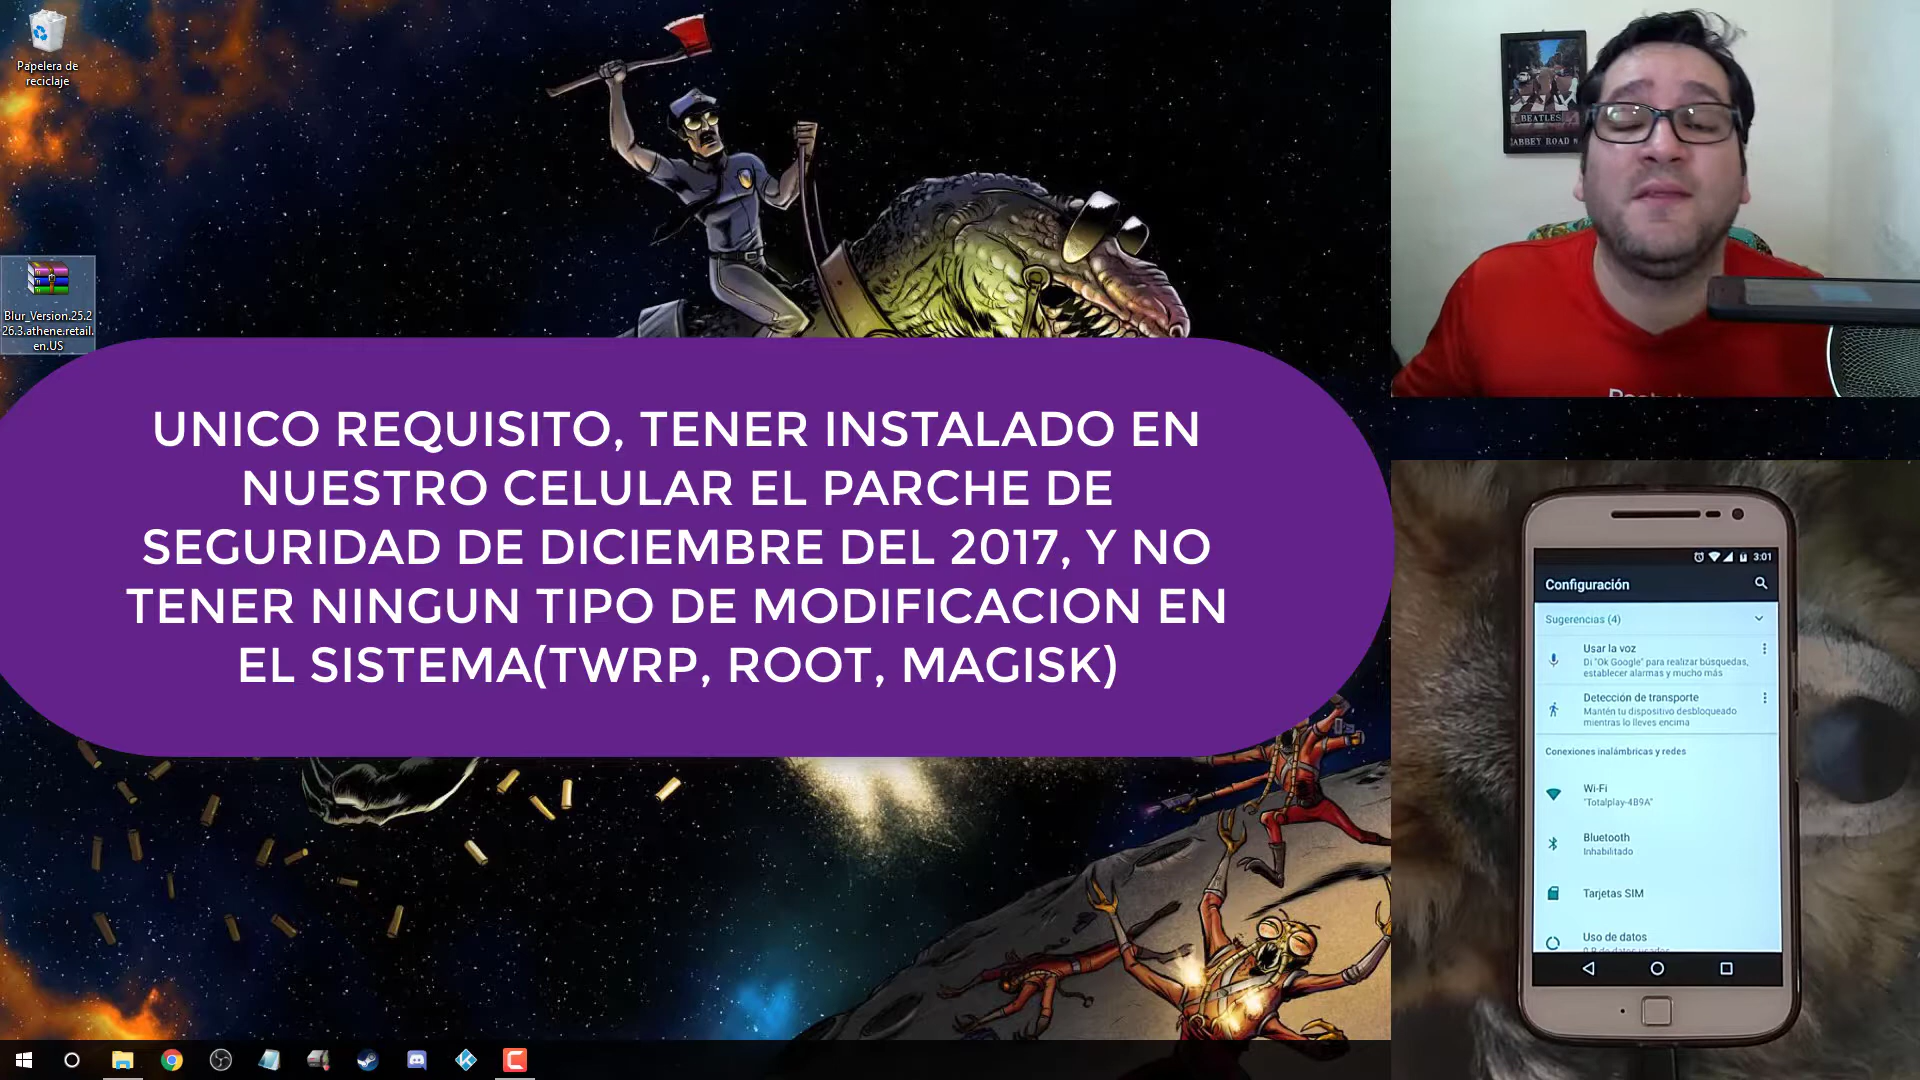 Papelera de
reciclaje
Blur_Version.25.2
26.3.athene.retail.
en.US
UNICO REQUISITO, TENER INSTALADO EN
NUESTRO CELULAR EL PARCHE DE
SEGURIDAD DE DICIEMBRE DEL 2017, Y NO
TENER NINGUN TIPO DE MODIFICACION EN
EL SISTEMA(TWRP, ROOT, MAGISK)
BEATLES
ABBEY ROAD
3:01
Configuración
Sugerencias (4)
Usar la voz
Di "Ok Google" para realizar búsquedas,
establecer alarmas y mucho más
Detección de transporte
Mantén tu dispositivo desbloqueado
mientras lo lleves encima
Conexiones inalámbricas y redes
Wi-Fi
"Totalplay-4B9A"
Bluetooth
Inhabilitado
Tarjetas SIM
Uso de datos